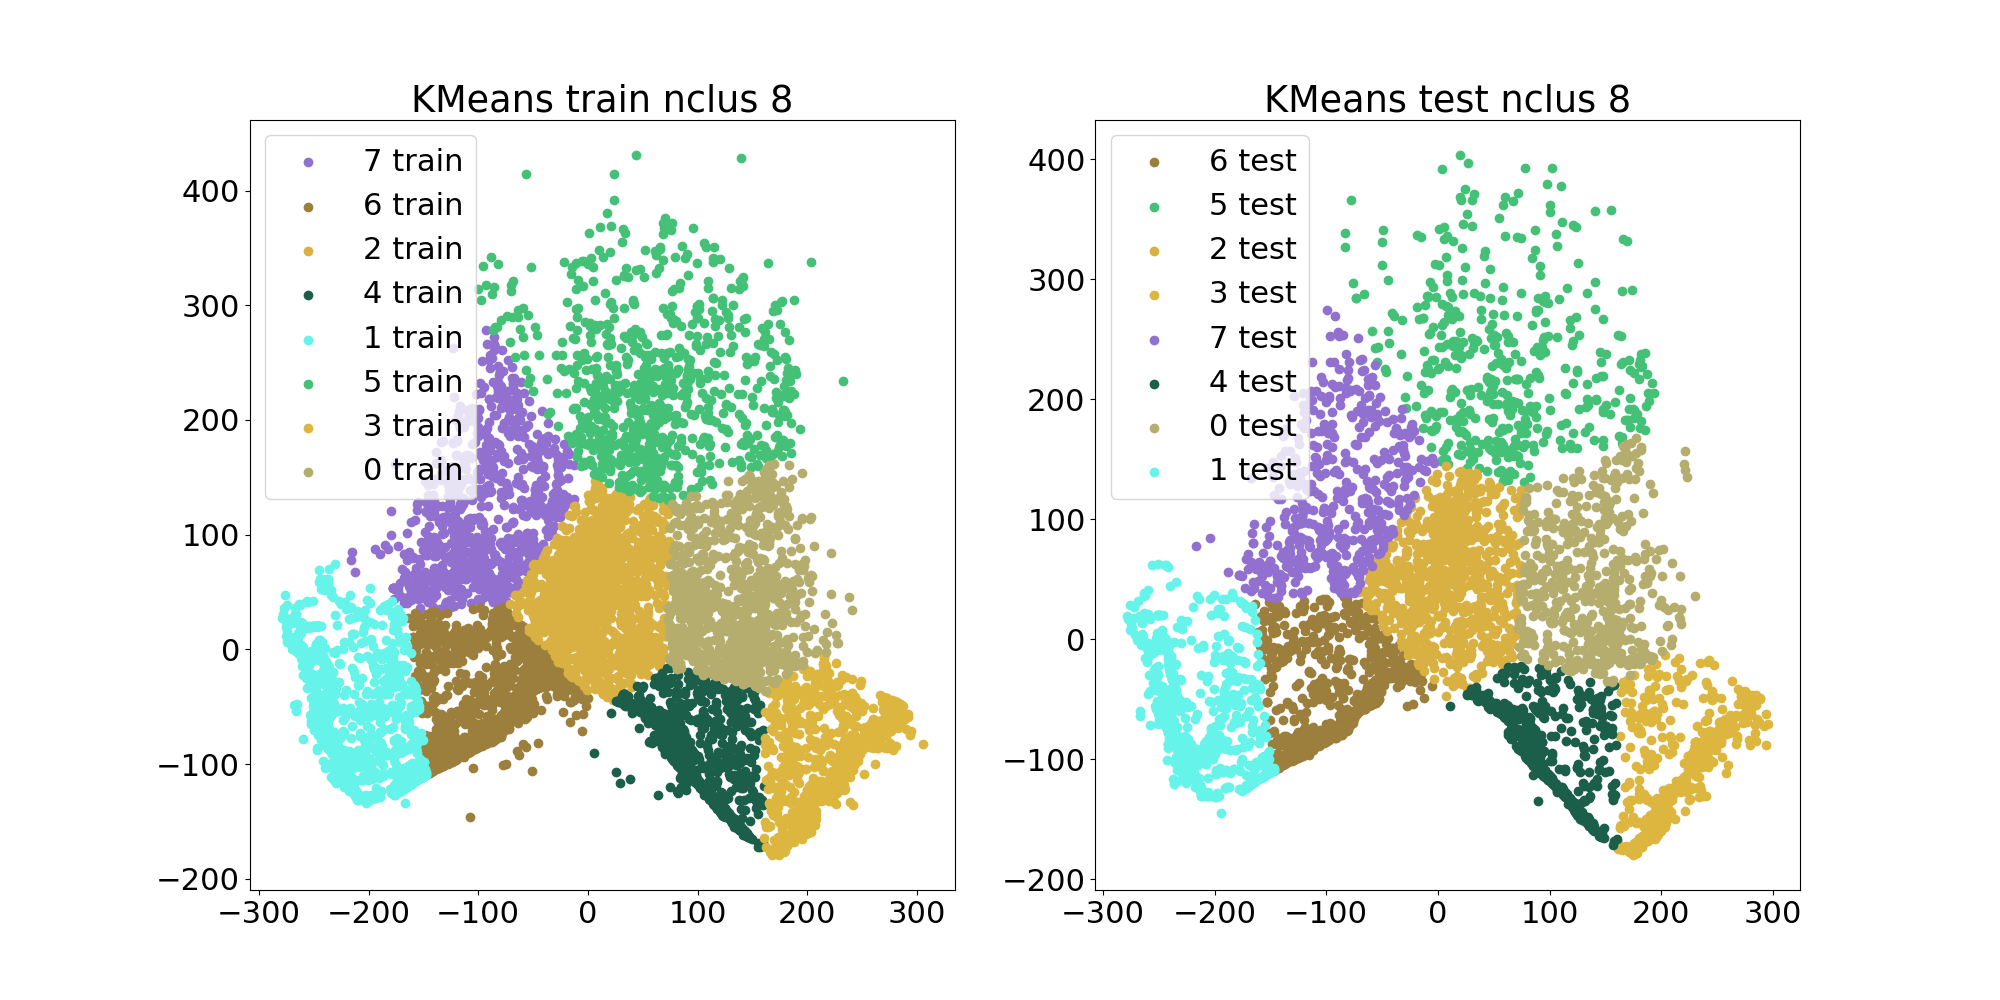 KMeans train nclus 8
7 train
6 train
2 train
4 train
1 train
5 train
3 train
0 train
400
300
200
100
0
−100
−200
−300 −200 −100 0 100 200 300
KMeans test nclus 8
6 test
5 test
2 test
3 test
7 test
4 test
0 test
1 test
400
300
200
100
0
−100
−200
−300 −200 −100 0 100 200 300